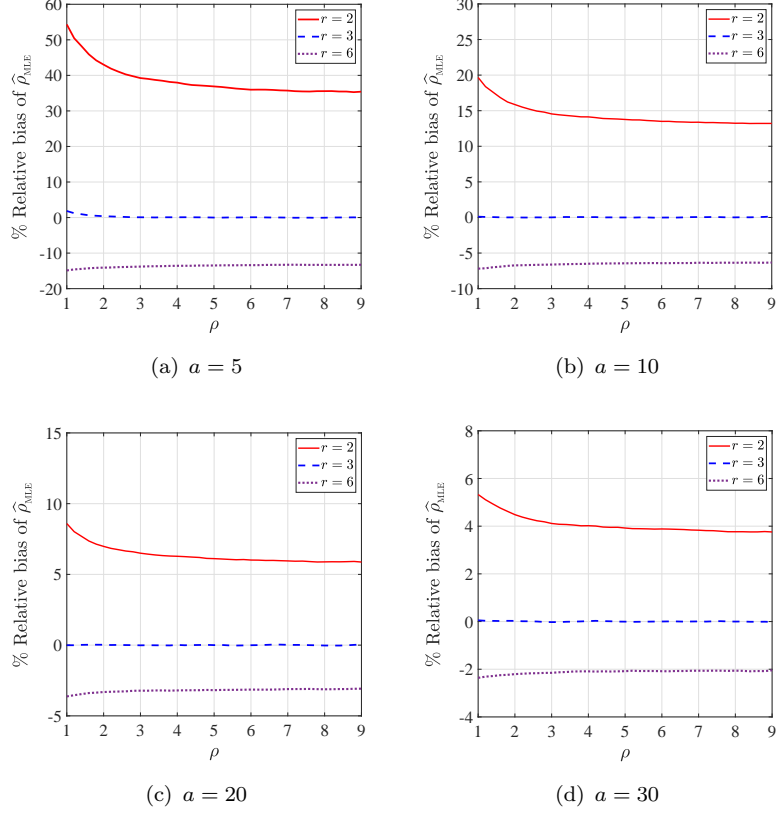 60
50
40
30
20
10
0
-10
-20
1 2 3 4 5 6 7 8 9
% Relative bias of ρ̂_MLE
ρ
r = 2
r = 3
r = 6
(a) a = 5
30
25
20
15
10
5
0
-5
-10
1 2 3 4 5 6 7 8 9
% Relative bias of ρ̂_MLE
ρ
r = 2
r = 3
r = 6
(b) a = 10
15
10
5
0
-5
1 2 3 4 5 6 7 8 9
% Relative bias of ρ̂_MLE
ρ
r = 2
r = 3
r = 6
(c) a = 20
8
6
4
2
0
-2
-4
1 2 3 4 5 6 7 8 9
% Relative bias of ρ̂_MLE
ρ
r = 2
r = 3
r = 6
(d) a = 30